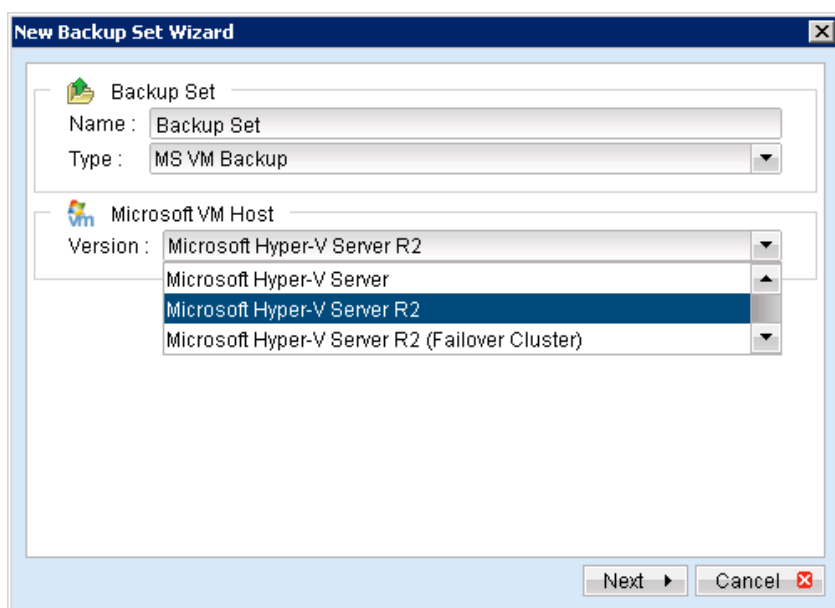 New Backup Set Wizard
Backup Set
Name : Backup Set
Type : MS VM Backup
vm Microsoft VM Host
Version : Microsoft Hyper-V Server R2
Microsoft Hyper-V Server
Microsoft Hyper-V Server R2
Microsoft Hyper-V Server R2 (Failover Cluster)
Next Cancel